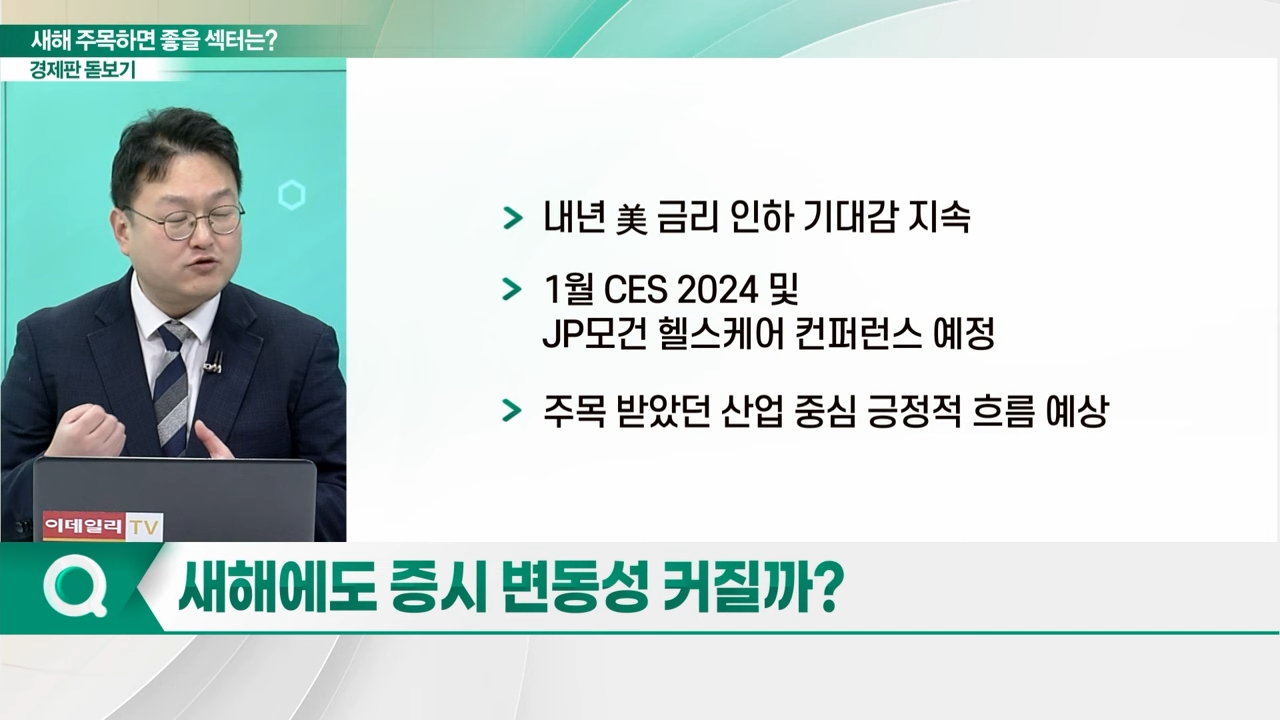 새해 주목하면 좋을 섹터는?
경제판 돋보기
내년 美 금리 인하 기대감 지속
1월 CES 2024 및
JP모건 헬스케어 컨퍼런스 예정
주목 받았던 산업 중심 긍정적 흐름 예상
이데일리 TV
Q 새해에도 증시 변동성 커질까?